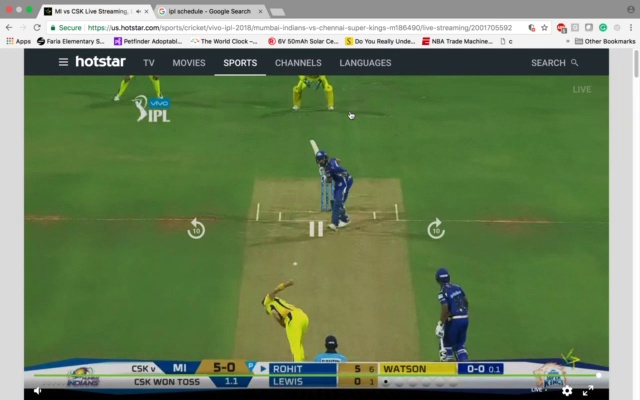 MI vs CSK Live Streaming,
ipl schedule - Google Search
Secure https://us.hotstar.com/sports/cricket/vivo-ipl-2018/mumbai-indians-vs-chennai-super-kings-m186490/live-streaming/2001705592
Apps
Bookmarks
Faria Elementary S...
Petfinder Adoptabl...
The World Clock –...
6V 50mAh Solar Ce...
Do You Really Unde...
NBA Trade Machine...
Other Bookmarks
hotstar TV MOVIES SPORTS CHANNELS LANGUAGES SEARCH
VIVO
IPL
LIVE
10
10
CSK v MI 5-0 P ROHIT 5 6 WATSON 0-0 0.1
CSK WON TOSS 1.1 LEWIS 0 1
INDIANS
LIVE